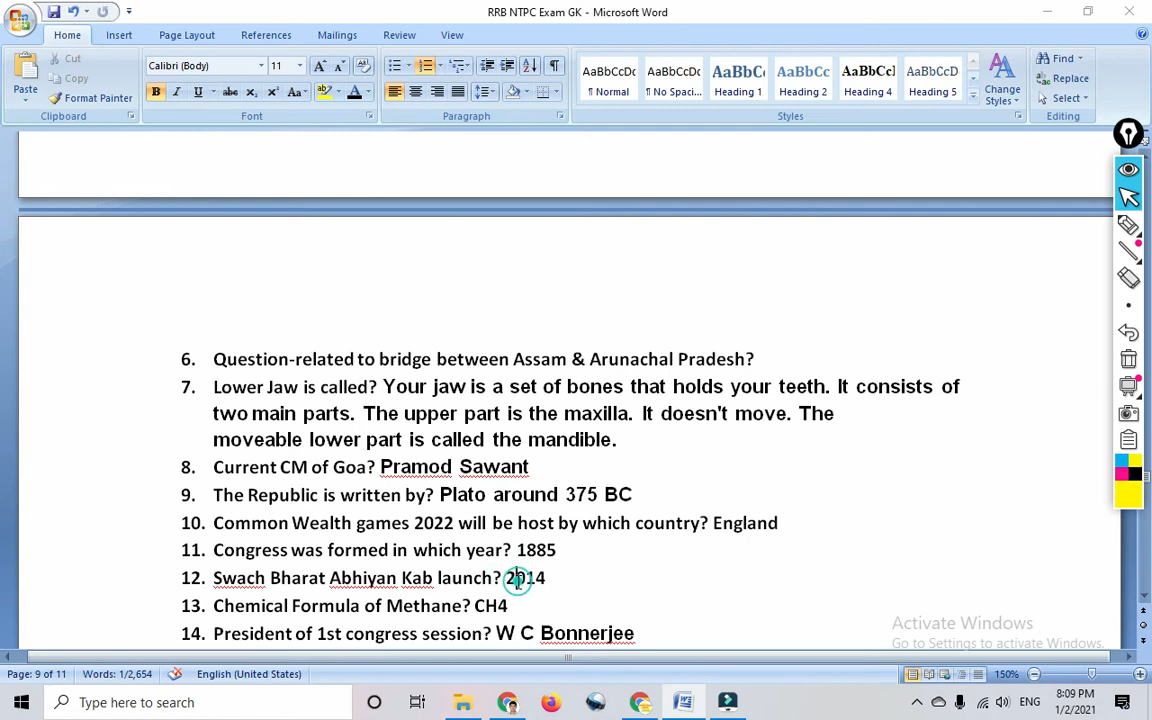 RRB NTPC Exam GK - Microsoft Word
Home Insert Page Layout References Mailings Review View
Paste
Cut
Copy
Format Painter
Clipboard
Calibri (Body) 11
B I U abc x₂ x² Aa
Font
Paragraph
AaBbCcDc AaBbCcDc AaBbC AaBbCc AaBbCcI AaBbCcD
¶ Normal ¶ No Spaci... Heading 1 Heading 2 Heading 4 Heading 5
Change Styles
Styles
Find
Replace
Select
Editing
6. Question-related to bridge between Assam & Arunachal Pradesh?
7. Lower Jaw is called? Your jaw is a set of bones that holds your teeth. It consists of
two main parts. The upper part is the maxilla. It doesn't move. The
moveable lower part is called the mandible.
8. Current CM of Goa? Pramod Sawant
9. The Republic is written by? Plato around 375 BC
10. Common Wealth games 2022 will be host by which country? England
11. Congress was formed in which year? 1885
12. Swach Bharat Abhiyan Kab launch? 2014
13. Chemical Formula of Methane? CH4
14. President of 1st congress session? W C Bonnerjee
Activate Windows
Go to Settings to activate Windows.
Page: 9 of 11 Words: 1/2,654 English (United States) 150%
Type here to search
ENG 8:09 PM
1/2/2021